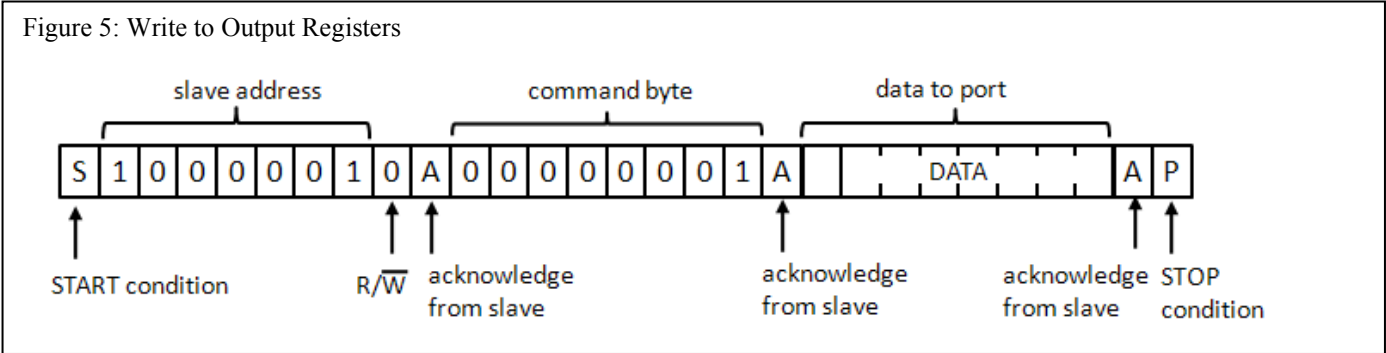 Figure 5: Write to Output Registers
slave address command byte data to port
S 1 0 0 0 0 0 1 0 A 0 0 0 0 0 0 0 1 A DATA A P
START condition R/W̅ acknowledge from slave acknowledge from slave acknowledge from slave STOP condition